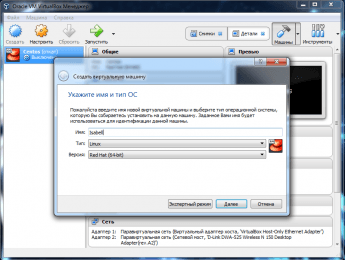 Oracle VM VirtualBox Менеджер
Файл Машина Справка
Создать Настроить Сбросить Запустить
Снимки Детали Машины Инструменты
Centos
Выключена
Общие
Превью
Создать виртуальную машину
Укажите имя и тип ОС
Пожалуйста введите имя новой виртуальной машины и выберите тип операционной системы,
которую Вы собираетесь установить на данную машину. Заданное Вами имя будет
использоваться для идентификации данной машины.
Имя: Isabell
Тип: Linux
Версия: Red Hat (64-bit)
Экспертный режим Далее Отмена
Сеть
Адаптер 1: Паравиртуальная сеть (Виртуальный адаптер хоста, 'VirtualBox Host-Only Ethernet Adapter')
Адаптер 2: Паравиртуальная сеть (Сетевой мост, 'D-Link DWA-525 Wireless N 150 Desktop
Adapter(rev.A2)')